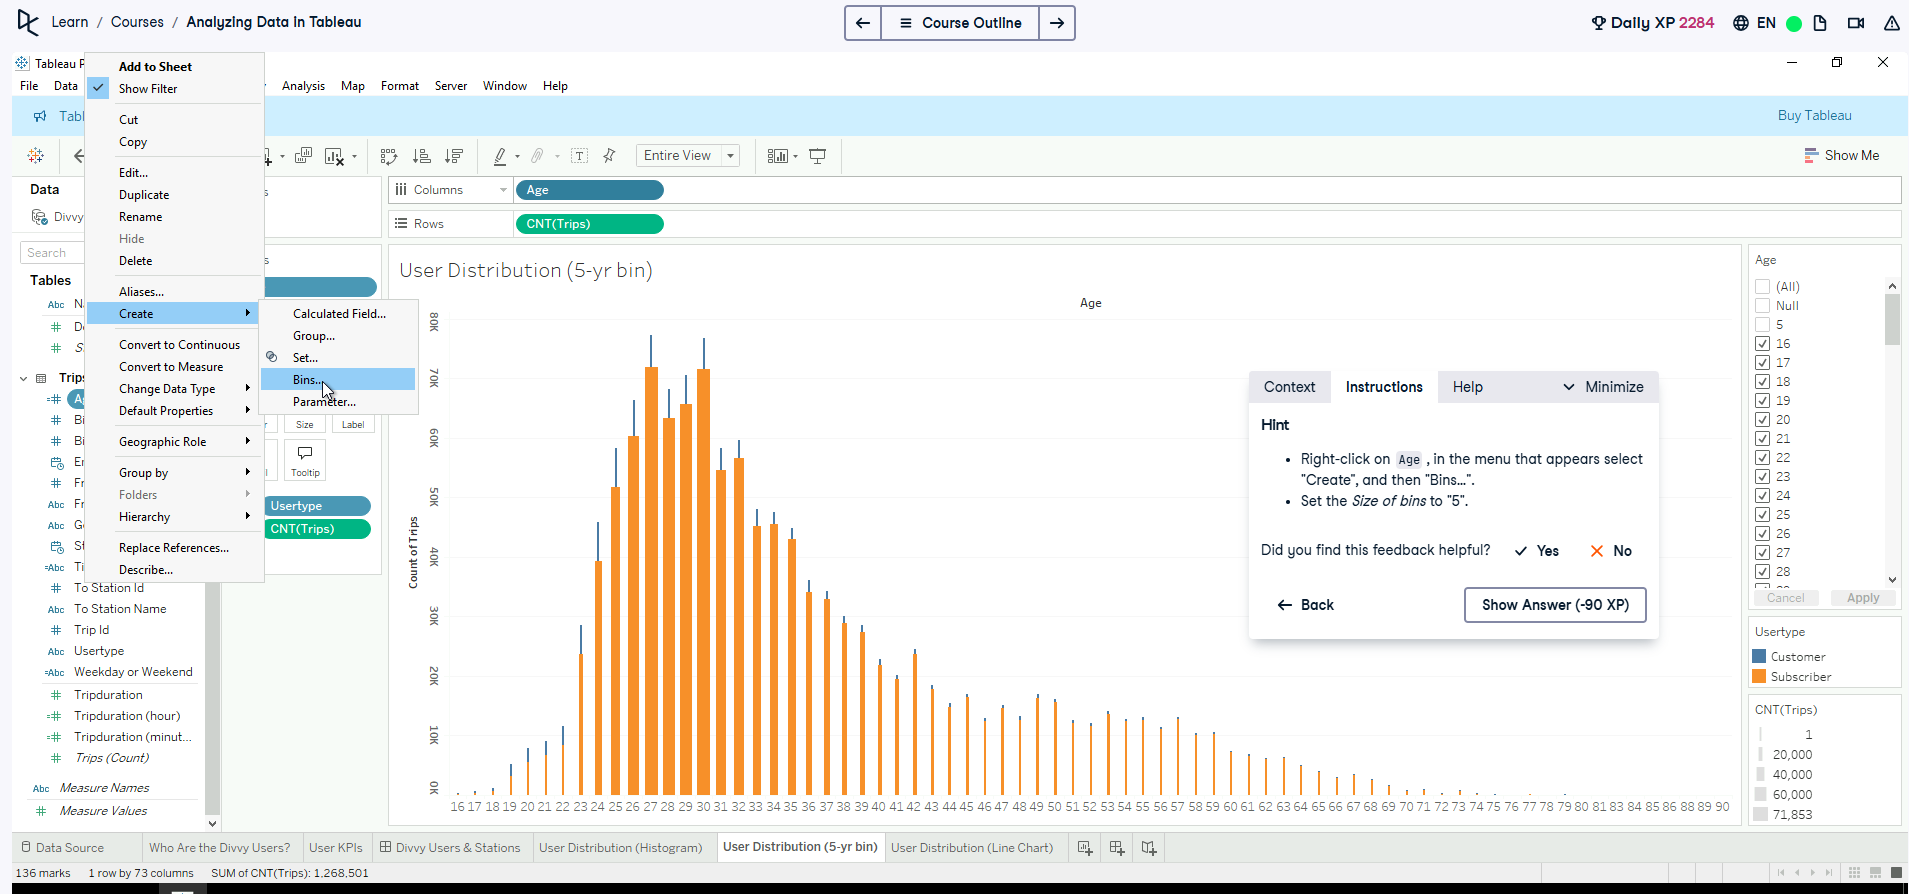 Learn / Courses / Analyzing Data In Tableau
Course Outline
Daily XP 2284
EN
Tableau P
File Data Analysis Map Format Server Window Help
Buy Tableau
Entire View
Show Me
Data
Divvy
Search
Tables
Add to Sheet
Show Filter
Cut
Copy
Edit...
Duplicate
Rename
Hide
Delete
Aliases...
Create
Convert to Continuous
Convert to Measure
Change Data Type
Default Properties
Geographic Role
Group by
Folders
Hierarchy
Replace References...
Describe...
Calculated Field...
Group...
Set...
Bins...
Parameter...
Trips
To Station Id
To Station Name
Trip Id
Abc Usertype
=Abc Weekday or Weekend
Tripduration
Tripduration (hour)
Tripduration (minut...
Trips (Count)
Abc Measure Names
Measure Values
Size
Label
Tooltip
Usertype
CNT(Trips)
Columns
Age
Rows
CNT(Trips)
User Distribution (5-yr bin)
Age
Count of Trips
80K
70K
60K
50K
40K
30K
20K
10K
0K
16 17 18 19 20 21 22 23 24 25 26 27 28 29 30 31 32 33 34 35 36 37 38 39 40 41 42 43 44 45 46 47 48 49 50 51 52 53 54 55 56 57 58 59 60 61 62 63 64 65 66 67 68 69 70 71 72 73 74 75 76 77 78 79 80 81 82 83 84 85 86 87 88 89 90
Context
Instructions
Help
Minimize
Hint
Right-click on Age , in the menu that appears select
"Create", and then "Bins...".
Set the Size of bins to "5".
Did you find this feedback helpful?
Yes
No
Back
Show Answer (-90 XP)
Age
(All)
Null
5
16
17
18
19
20
21
22
23
24
25
26
27
28
Cancel
Apply
Usertype
Customer
Subscriber
CNT(Trips)
1
20,000
40,000
60,000
71,853
Data Source
Who Are the Divvy Users?
User KPIs
Divvy Users & Stations
User Distribution (Histogram)
User Distribution (5-yr bin)
User Distribution (Line Chart)
136 marks
1 row by 73 columns
SUM of CNT(Trips): 1,268,501